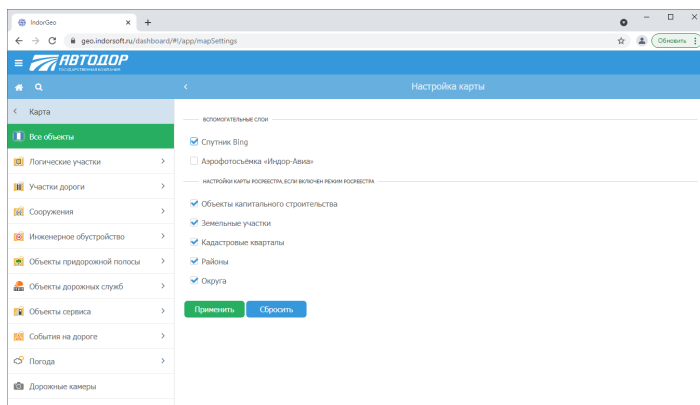 IndorGeo
geo.indorsoft.ru/dashboard/#!/app/mapSettings
Обновить
АВТОДОР
ГОСУДАРСТВЕННАЯ КОМПАНИЯ
Настройка карты
Карта
Все объекты
Логические участки
Участки дороги
Сооружения
Инженерное обустройство
Объекты придорожной полосы
Объекты дорожных служб
Объекты сервиса
События на дороге
Погода
Дорожные камеры
ВСПОМОГАТЕЛЬНЫЕ СЛОИ
Спутник Bing
Аэрофотосъёмка «Индор-Авиа»
НАСТРОЙКИ КАРТЫ РОСРЕЕСТРА, ЕСЛИ ВКЛЮЧЕН РЕЖИМ РОСРЕЕСТРА
Объекты капитального строительства
Земельные участки
Кадастровые кварталы
Районы
Округа
Применить
Сбросить